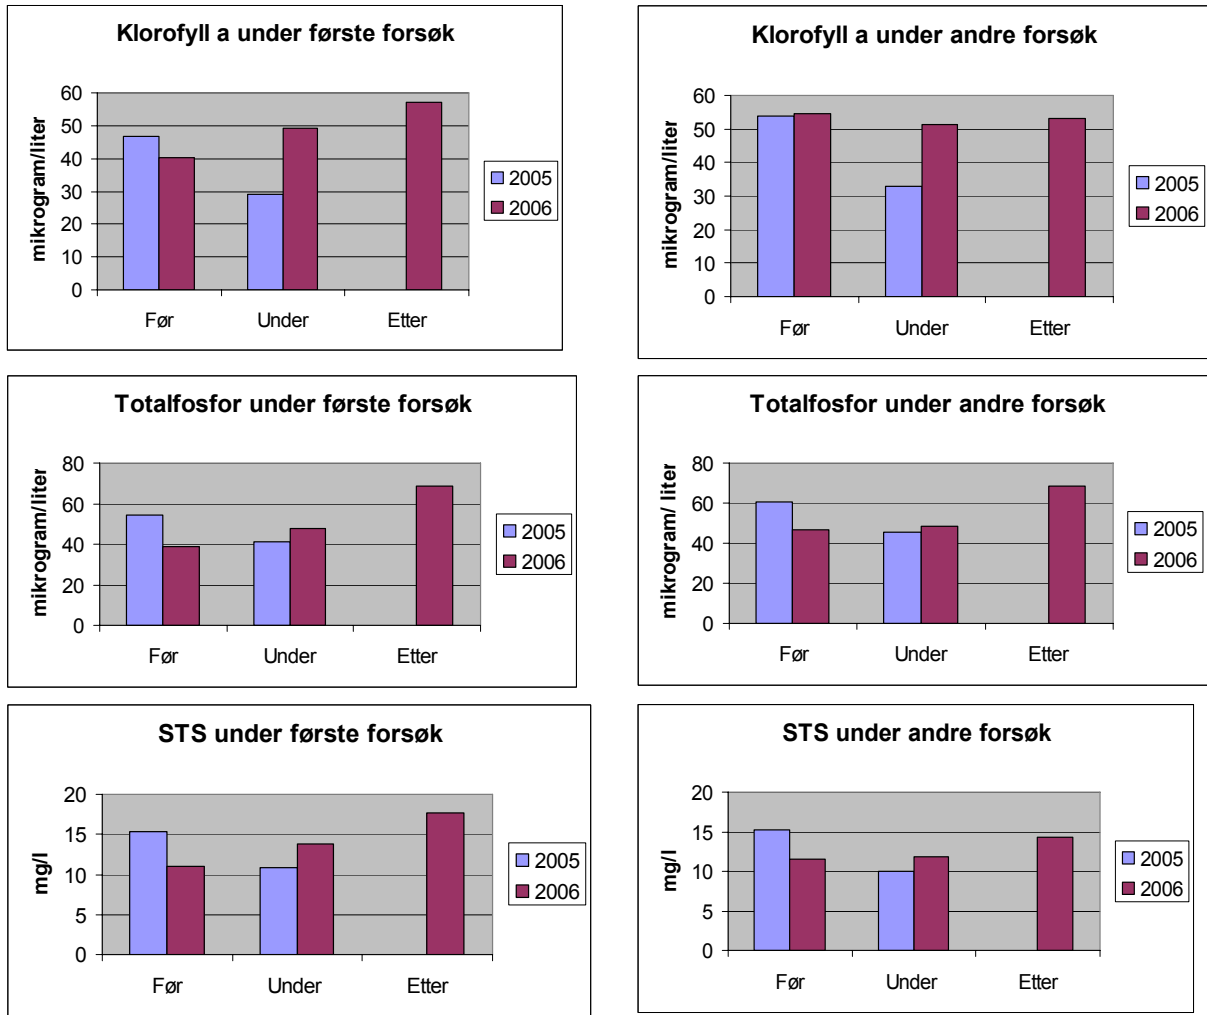 Klorofyll a under første forsøk
mikrogram/liter
60
50
40
30
20
10
0
Før Under Etter
2005
2006
Klorofyll a under andre forsøk
mikrogram/liter
60
50
40
30
20
10
0
Før Under Etter
2005
2006
Totalfosfor under første forsøk
mikrogram/liter
80
60
40
20
0
Før Under Etter
2005
2006
Totalfosfor under andre forsøk
mikrogram/ liter
80
60
40
20
0
Før Under Etter
2005
2006
STS under første forsøk
mg/l
20
15
10
5
0
Før Under Etter
2005
2006
STS under andre forsøk
mg/l
20
15
10
5
0
Før Under Etter
2005
2006